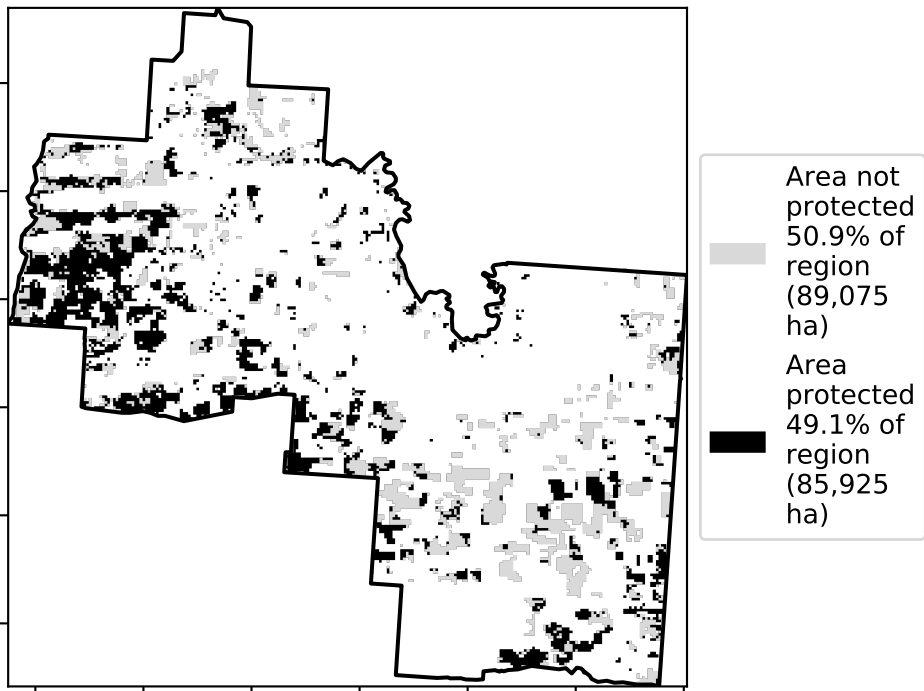 Area not
protected
50.9% of
region
(89,075
ha)
Area
protected
49.1% of
region
(85,925
ha)